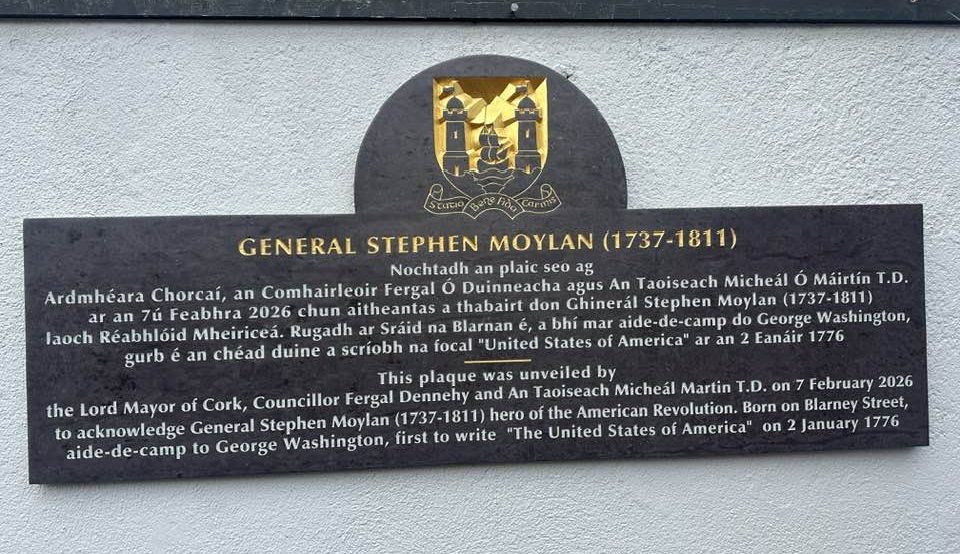 Statio Bene Fida Carinis
GENERAL STEPHEN MOYLAN (1737-1811)
Nochtadh an plaic seo ag
Ardmhéara Chorcaí, an Comhairleoir Fergal Ó Duinneacha agus An Taoiseach Micheál Ó Máirtín T.D.
ar an 7ú Feabhra 2026 chun aitheantas a thabhairt don Ghinerál Stephen Moylan (1737-1811)
laoch Réabhlóid Mheiriceá. Rugadh ar Sráid na Blarnan é, a bhí mar aide-de-camp do George Washington,
gurb é an chéad duine a scríobh na focal "United States of America" ar an 2 Eanáir 1776
This plaque was unveiled by
the Lord Mayor of Cork, Councillor Fergal Dennehy and An Taoiseach Micheál Martin T.D. on 7 February 2026
to acknowledge General Stephen Moylan (1737-1811) hero of the American Revolution. Born on Blarney Street,
aide-de-camp to George Washington, first to write "The United States of America" on 2 January 1776